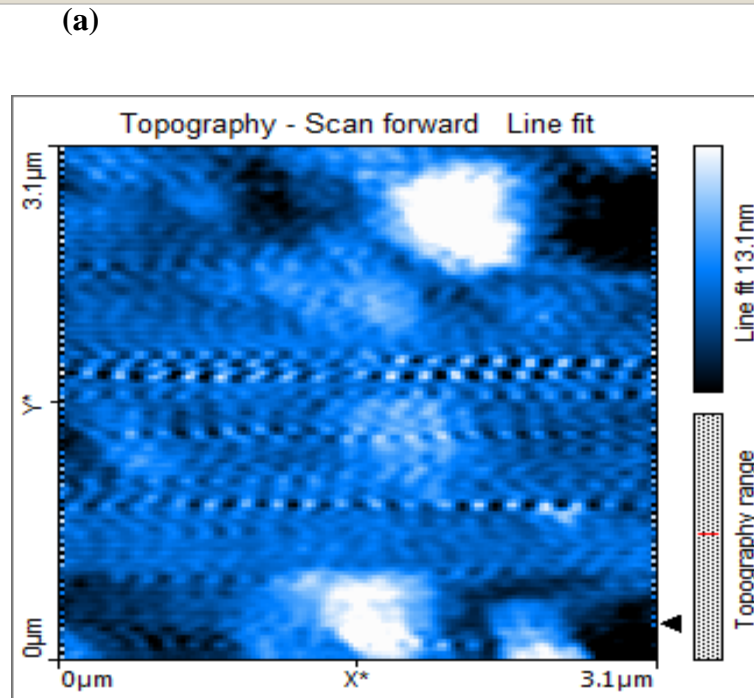 (a)
Topography - Scan forward Line fit
3.1µm
Y*
0µm
0µm X* 3.1µm
Line fit 13.1nm
Topography range